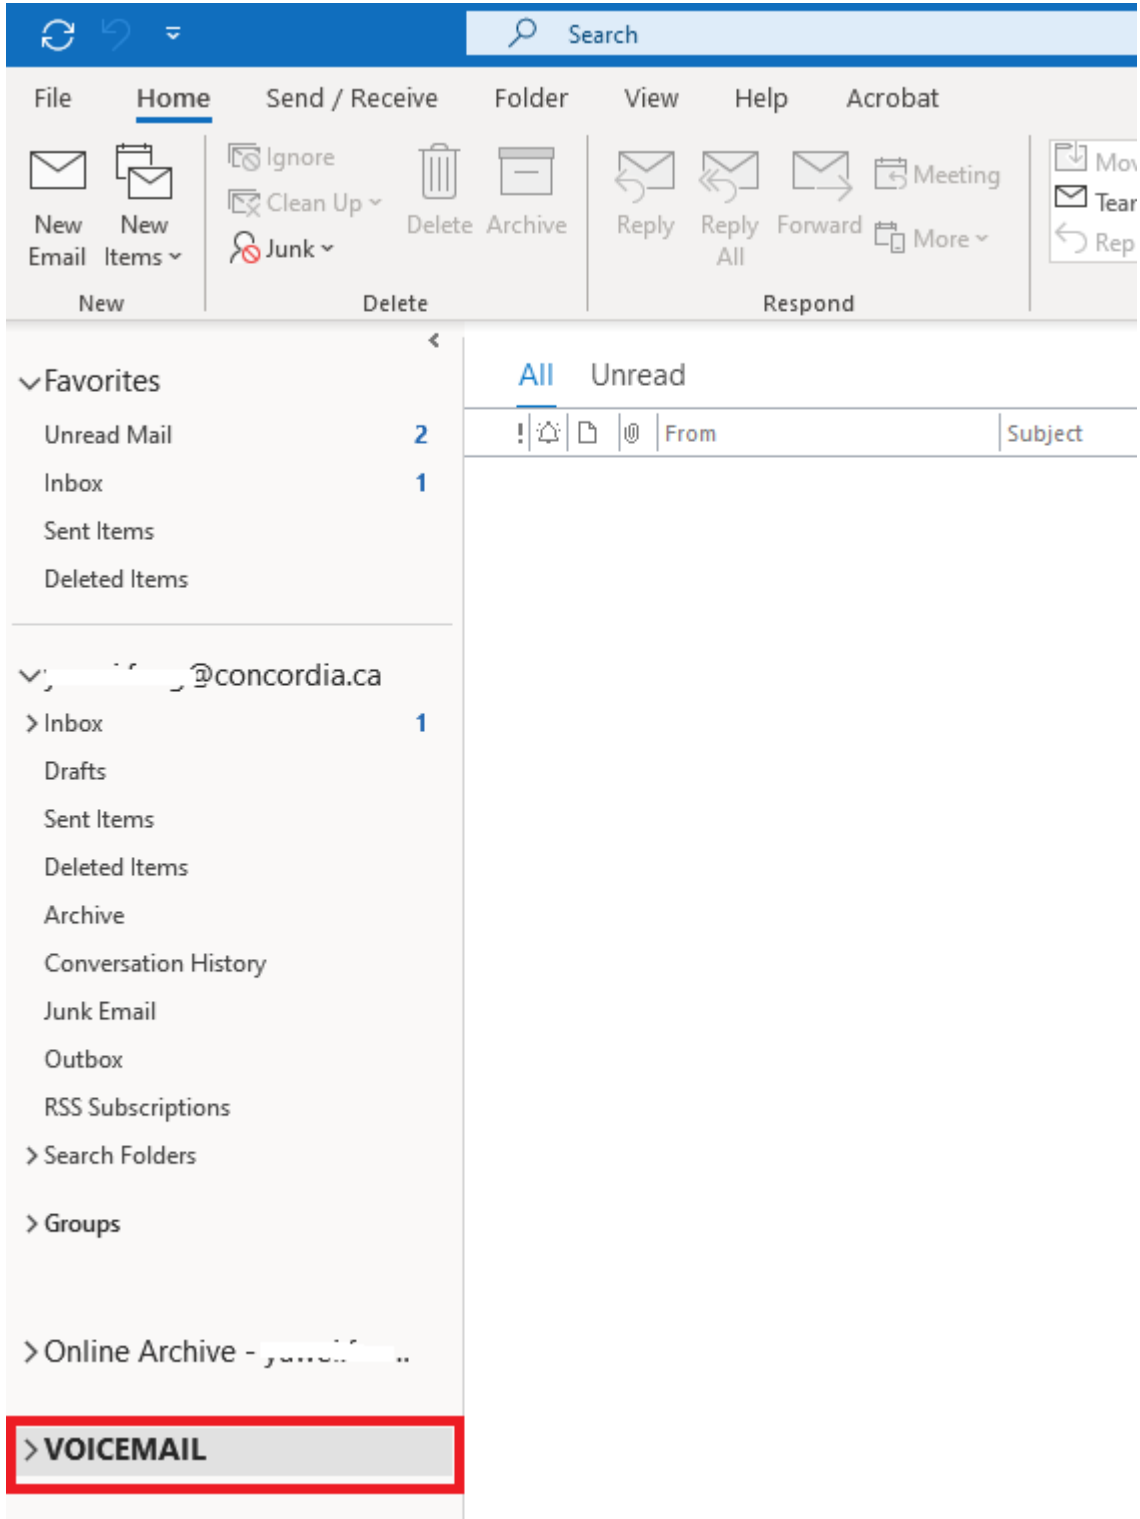 Search
File Home Send / Receive Folder View Help Acrobat
New Email
New Items
Ignore
Clean Up
Junk
Delete
Archive
Reply
Reply All
Forward
Meeting
More
New Delete Respond
Favorites
All Unread
Unread Mail 2
! From Subject
Inbox 1
Sent Items
Deleted Items
@concordia.ca
Inbox 1
Drafts
Sent Items
Deleted Items
Archive
Conversation History
Junk Email
Outbox
RSS Subscriptions
Search Folders
Groups
Online Archive -
VOICEMAIL